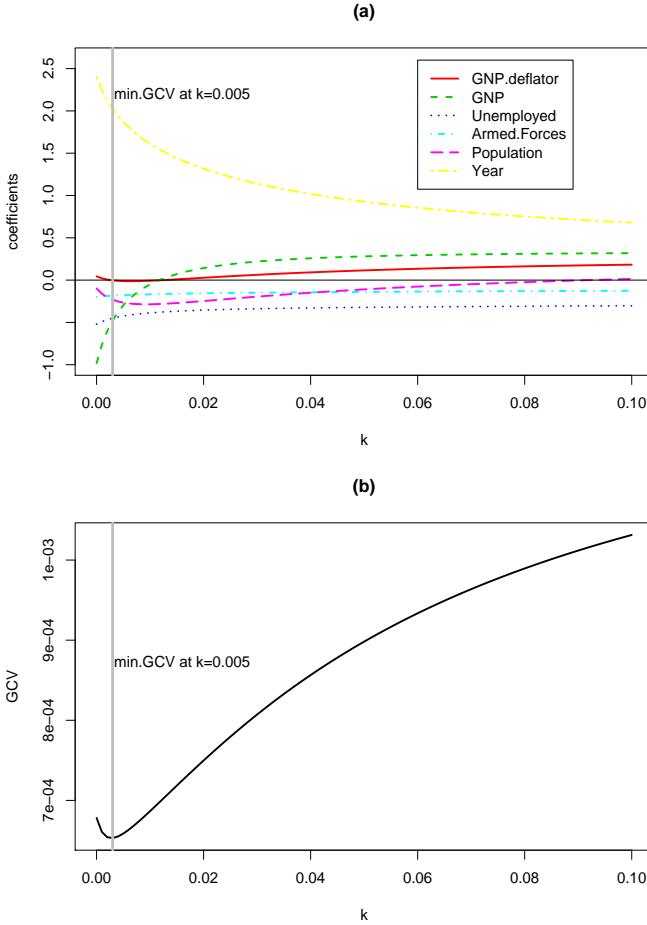 (a)
2.5
2.0
1.5
1.0
0.5
0.0
−1.0
coefficients
min.GCV at k=0.005
GNP.deflator
GNP
Unemployed
Armed.Forces
Population
Year
0.00
0.02
0.04
0.06
0.08
0.10
k
(b)
1e−03
9e−04
8e−04
7e−04
GCV
min.GCV at k=0.005
0.00
0.02
0.04
0.06
0.08
0.10
k